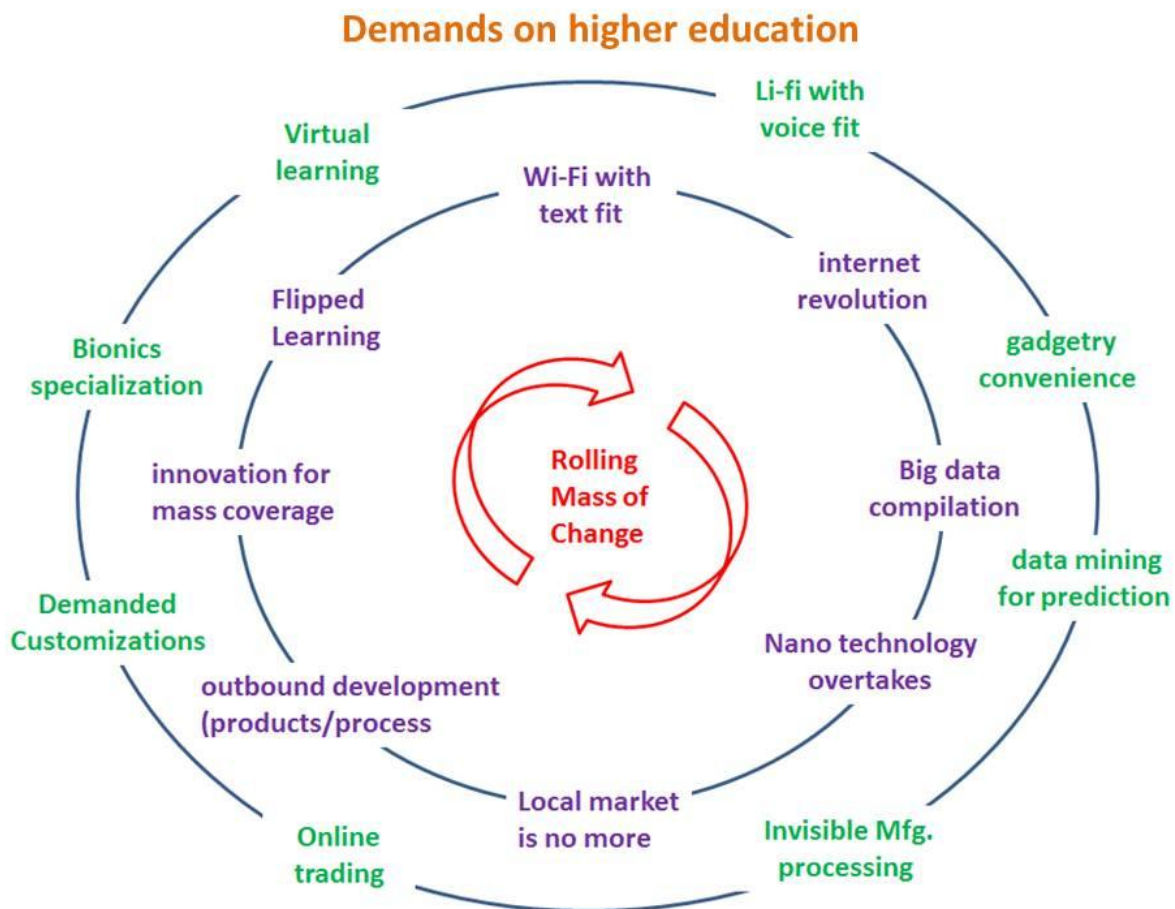 Demands on higher education
Li-fi with
voice fit
Virtual
learning
Wi-Fi with
text fit
internet
revolution
Flipped
Learning
Bionics
specialization
gadgetry
convenience
Rolling
Mass of
Change
innovation for
mass coverage
Big data
compilation
data mining
for prediction
Demanded
Customizations
Nano technology
overtakes
outbound development
(products/process
Local market
is no more
Online
trading
Invisible Mfg.
processing